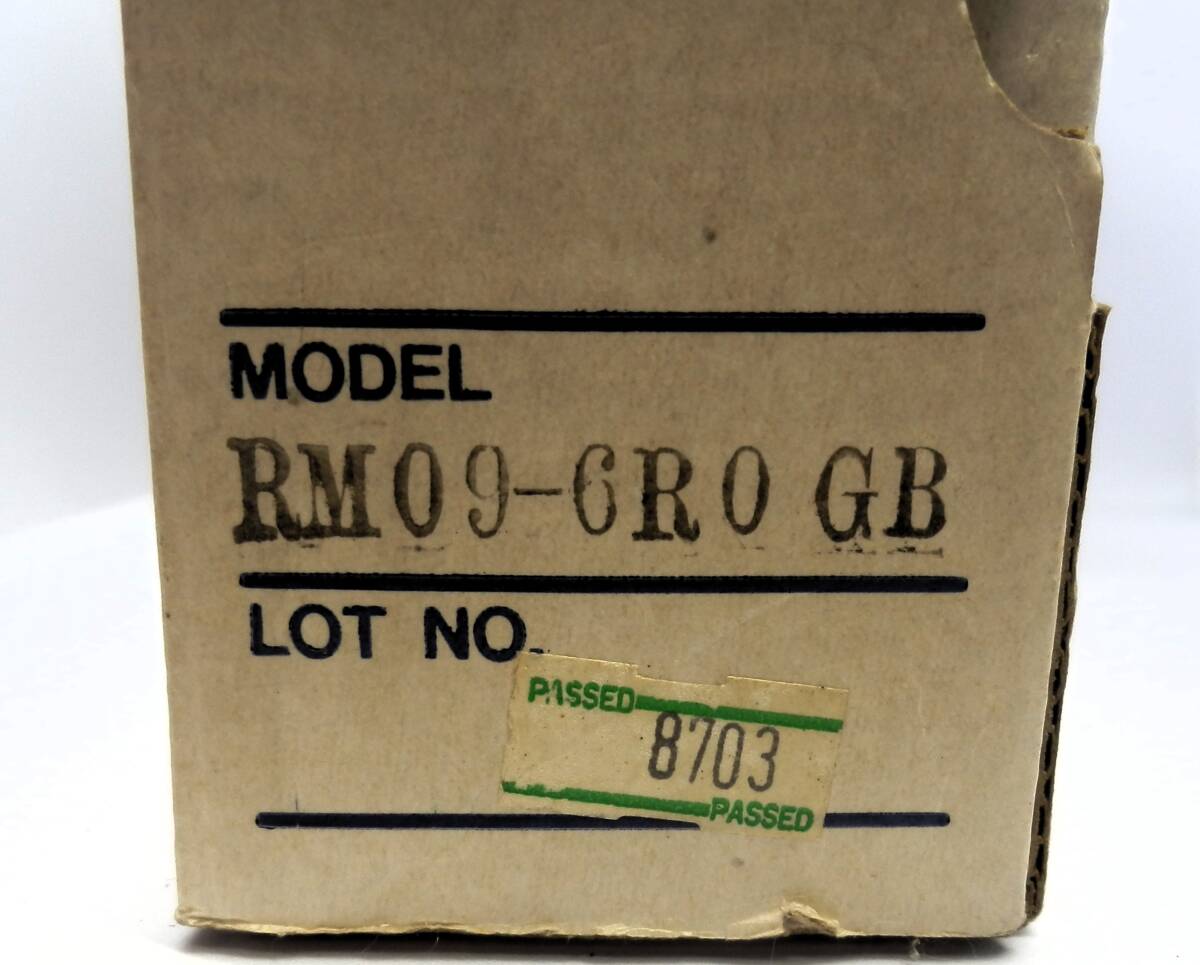 MODEL
RM09-6R0 GB
LOT NO.
PASSED
8703
PASSED